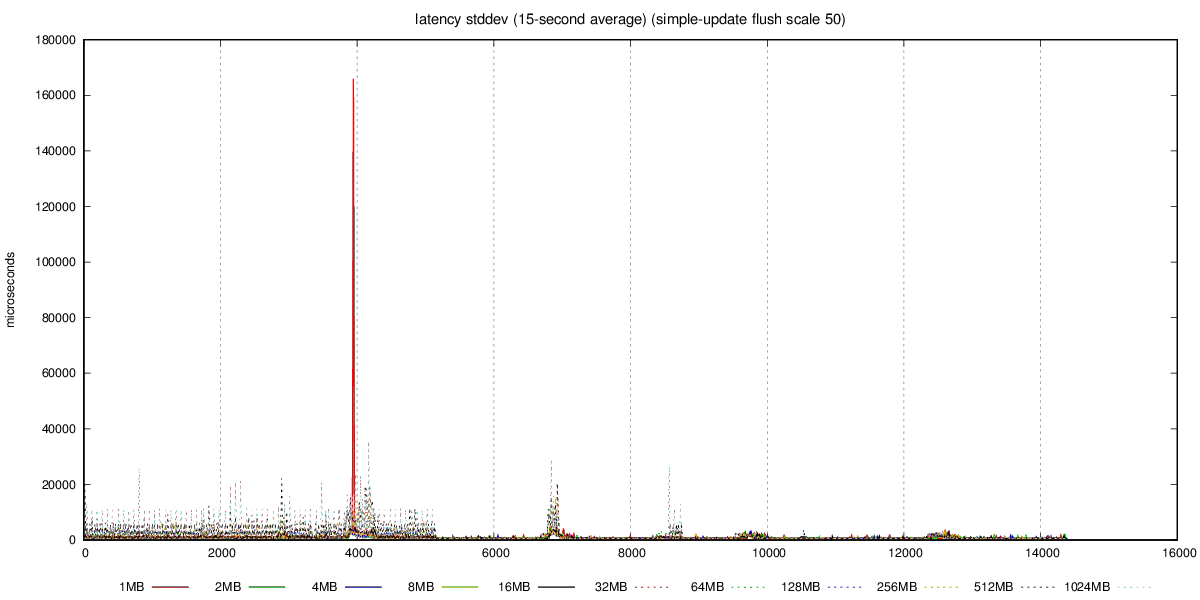 latency stddev (15-second average) (simple-update flush scale 50)
180000
160000
140000
120000
100000
80000
60000
40000
20000
0
microseconds
0 2000 4000 6000 8000 10000 12000 14000 16000
1MB 2MB 4MB 8MB 16MB 32MB 64MB 128MB 256MB 512MB 1024MB